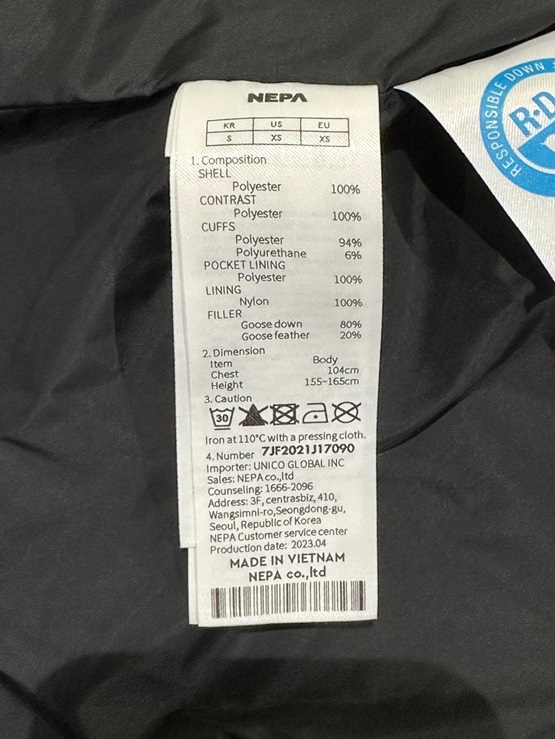 NEPA
KR US EU
S XS XS
1. Composition
SHELL
Polyester 100%
CONTRAST
Polyester 100%
CUFFS
Polyester 94%
Polyurethane 6%
POCKET LINING
Polyester 100%
LINING
Nylon 100%
FILLER
Goose down 80%
Goose feather 20%
2. Dimension
Item Body
Chest 104cm
Height 155~165cm
3. Caution
30
Iron at 110°C with a pressing cloth.
4. Number 7JF2021J17090
Importer: UNICO GLOBAL INC
Sales: NEPA co.,ltd
Counseling: 1666-2096
Address: 3F, centrasbiz, 410,
Wangsimni-ro,Seongdong-gu,
Seoul, Republic of Korea
NEPA Customer service center
Production date: 2023.04
MADE IN VIETNAM
NEPA co.,ltd
RESPONSIBLE DOWN
R·D